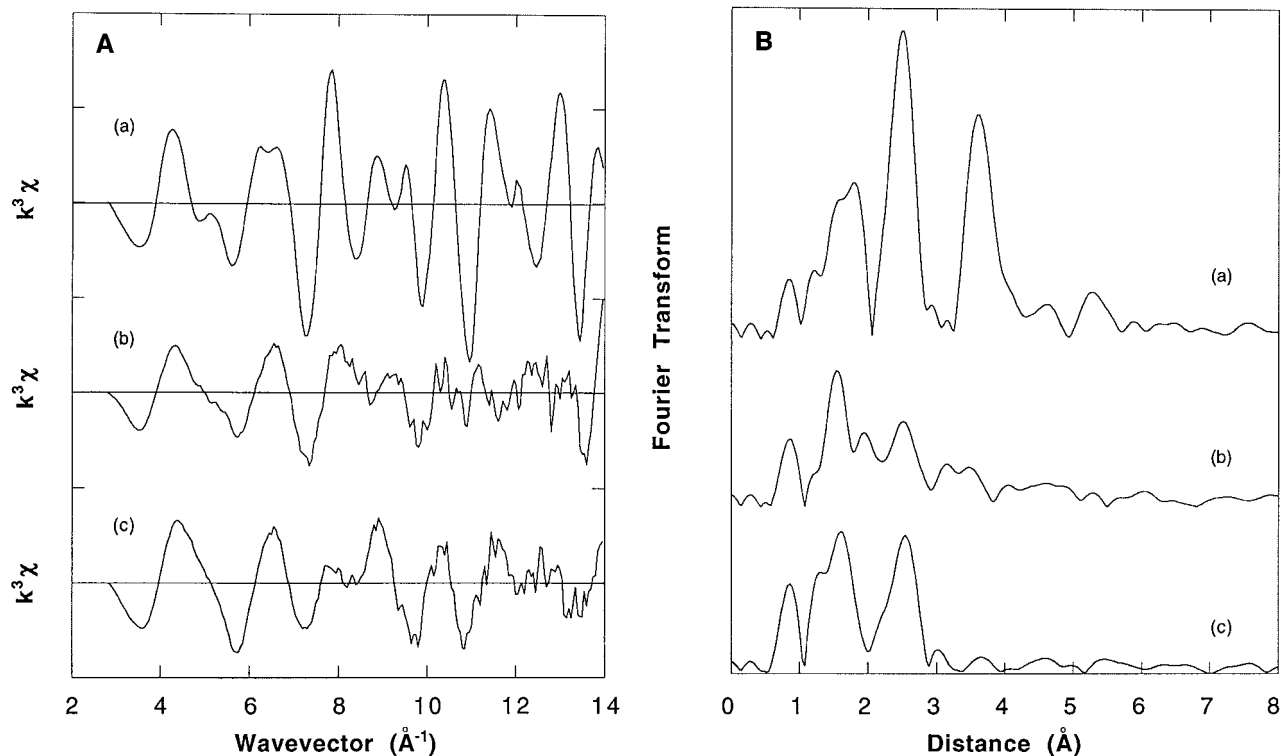 A
(a)
k³χ
(b)
k³χ
(c)
k³χ
2 4 6 8 10 12 14
Wavevector (Å⁻¹)
B
(a)
(b)
(c)
Fourier Transform
0 1 2 3 4 5 6 7 8
Distance (Å)